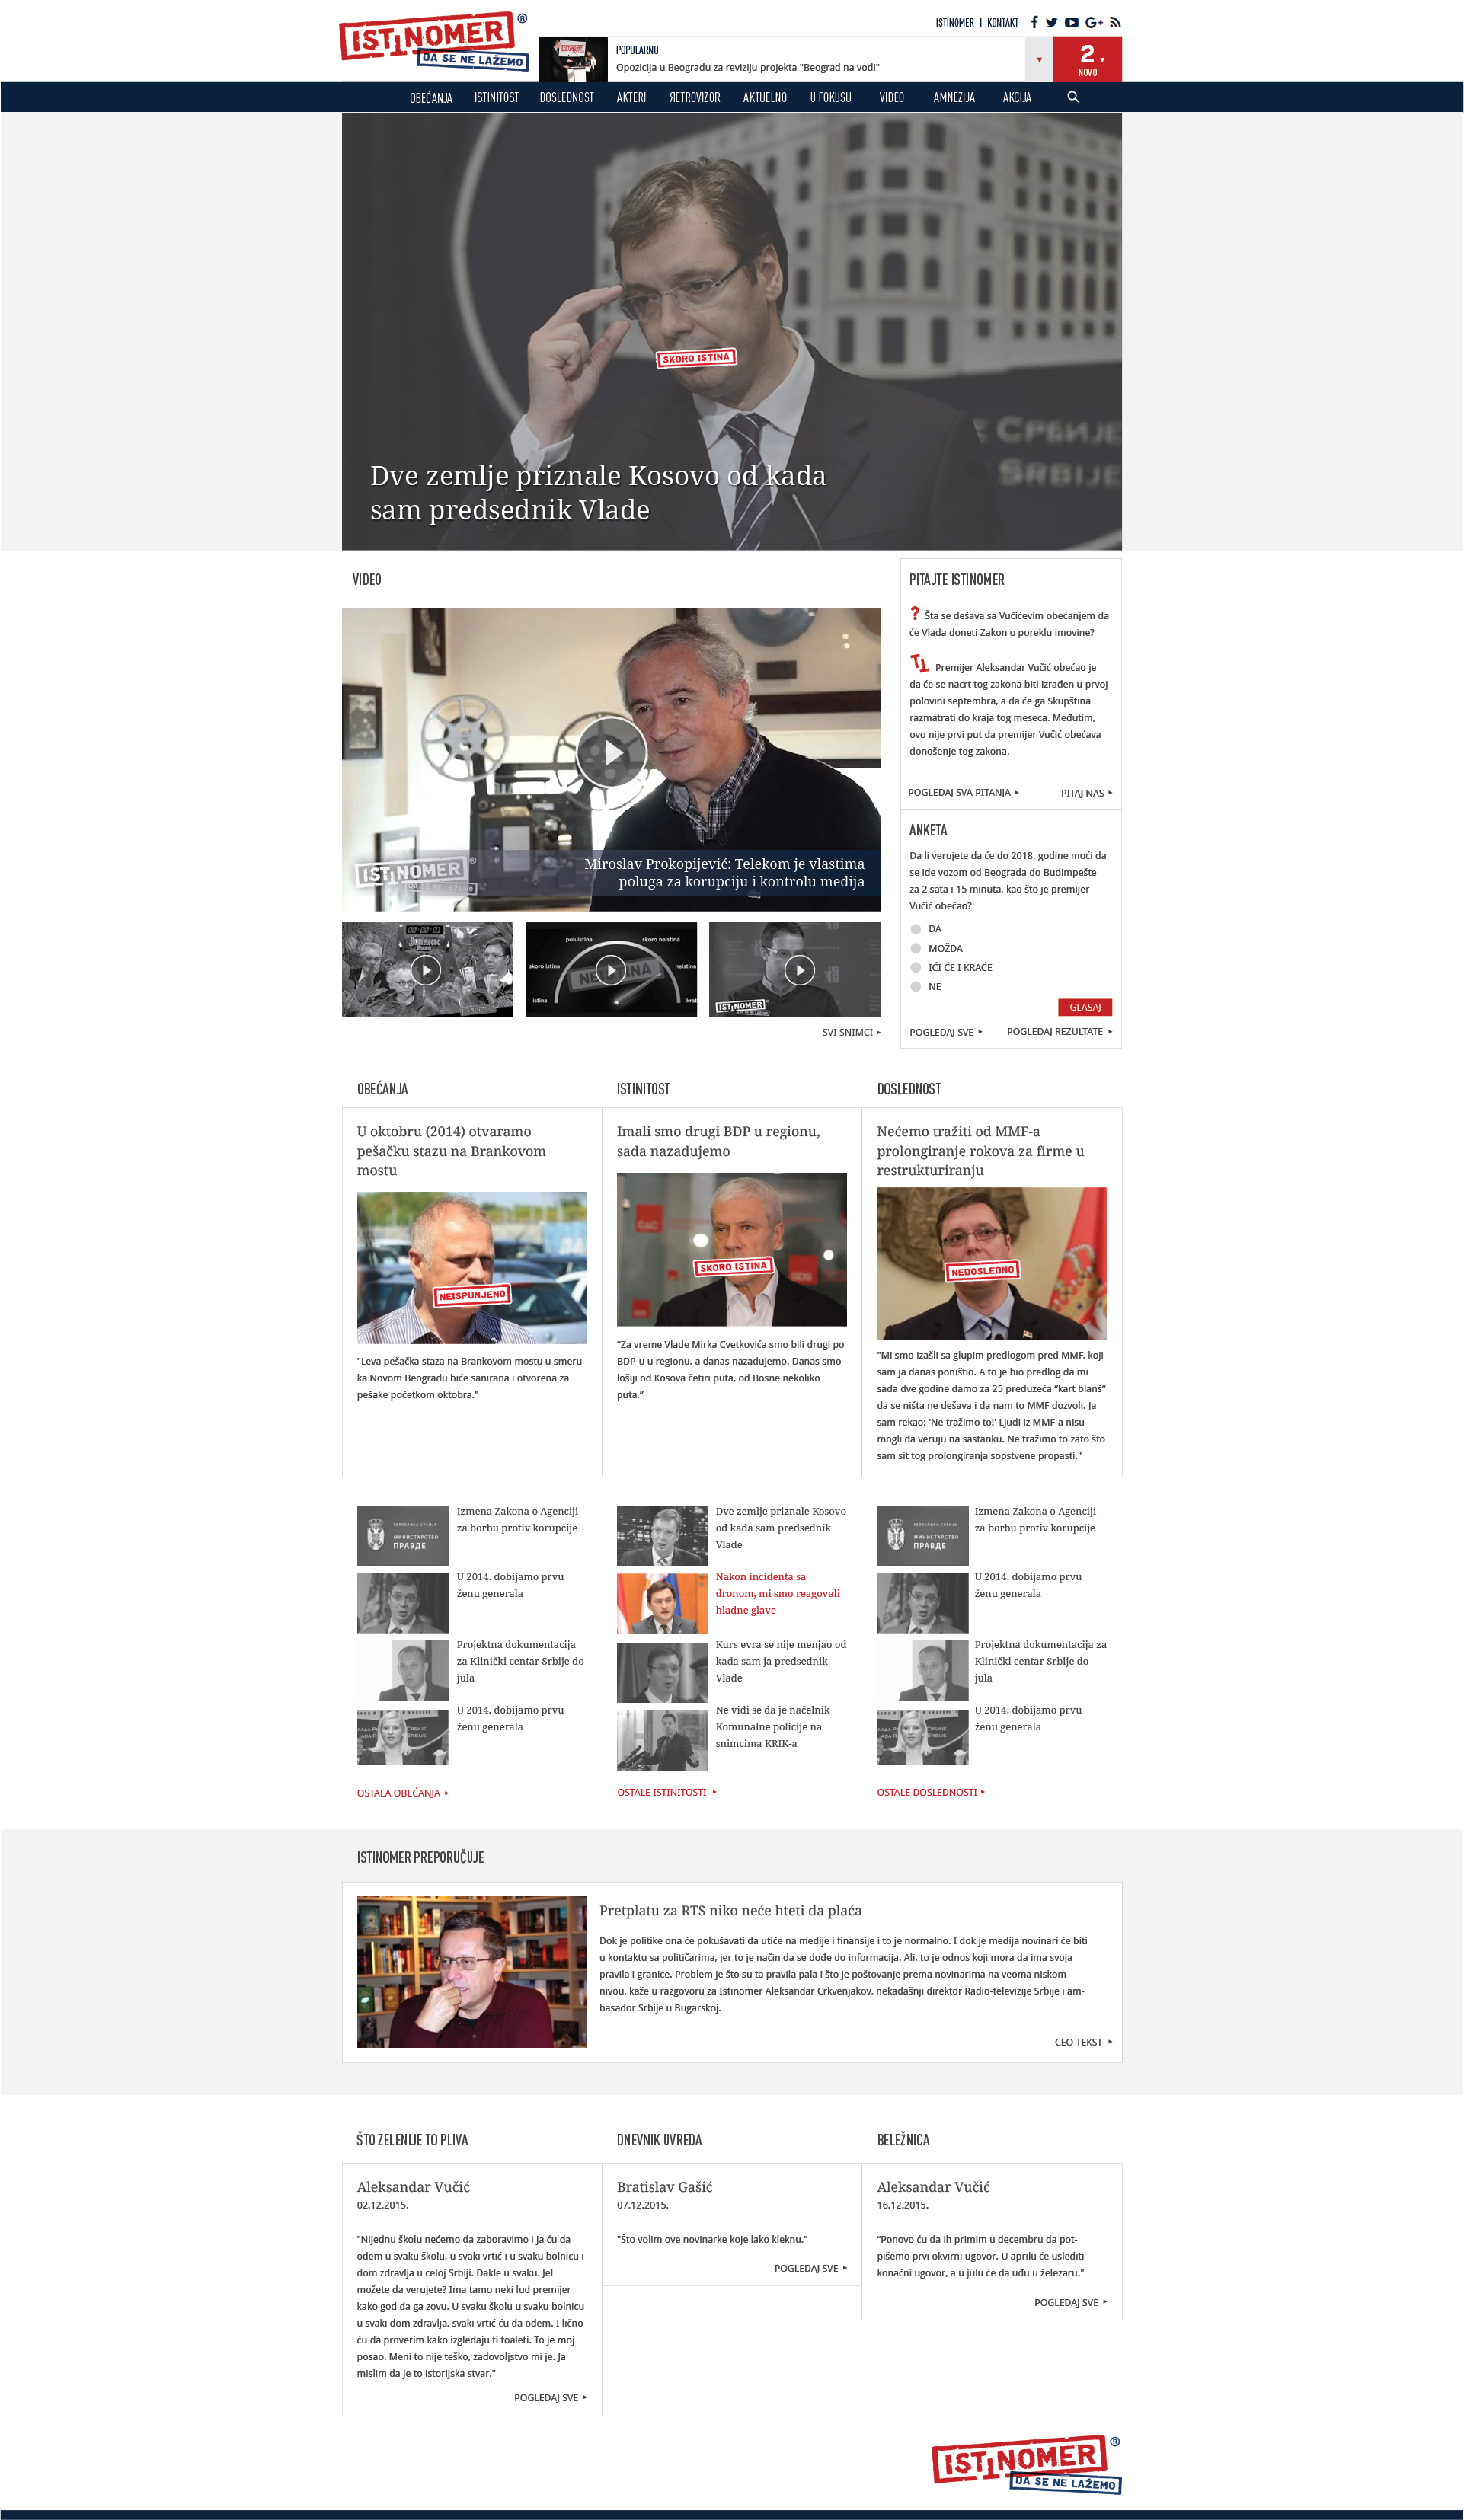 ISTINOMER ®
DA SE NE LAŽEMO
ISTINOMER | KONTAKT
POPULARNO
Opozicija u Beogradu za reviziju projekta "Beograd na vodi"
2
NOVO
OBEĆANJA ISTINITOST DOSLEDNOST AKTERI ЯETROVIZOR AKTUELNO U FOKUSU VIDEO AMNEZIJA AKCIJA
SKORO ISTINA
Е СРБИЈЕ
SRBIJE
Dve zemlje priznale Kosovo od kada
sam predsednik Vlade
VIDEO
ISTINOMER ®
DA SE NE LAŽEMO
Miroslav Prokopijević: Telekom je vlastima
poluga za korupciju i kontrolu medija
poluistina skoro neistina
skoro istina neistina
istina krat
ISTINOMER
SVI SNIMCI
PITAJTE ISTINOMER
? Šta se dešava sa Vučićevim obećanjem da
će Vlada doneti Zakon o poreklu imovine?
Premijer Aleksandar Vučić obećao je
da će se nacrt tog zakona biti izrađen u prvoj
polovini septembra, a da će ga Skupština
razmatrati do kraja tog meseca. Međutim,
ovo nije prvi put da premijer Vučić obećava
donošenje tog zakona.
POGLEDAJ SVA PITANJA PITAJ NAS
ANKETA
Da li verujete da će do 2018. godine moći da
se ide vozom od Beograda do Budimpešte
za 2 sata i 15 minuta, kao što je premijer
Vučić obećao?
DA
MOŽDA
IĆI ĆE I KRAĆE
NE
GLASAJ
POGLEDAJ SVE POGLEDAJ REZULTATE
OBEĆANJA
U oktobru (2014) otvaramo
pešačku stazu na Brankovom
mostu
NEISPUNJENO
"Leva pešačka staza na Brankovom mostu u smeru
ka Novom Beogradu biće sanirana i otvorena za
pešake početkom oktobra."
ISTINITOST
Imali smo drugi BDP u regionu,
sada nazadujemo
SKORO ISTINA
“Za vreme Vlade Mirka Cvetkovića smo bili drugi po
BDP-u u regionu, a danas nazadujemo. Danas smo
lošiji od Kosova četiri puta, od Bosne nekoliko
puta.“
DOSLEDNOST
Nećemo tražiti od MMF-a
prolongiranje rokova za firme u
restrukturiranju
NEDOSLEDNO
"Mi smo izašli sa glupim predlogom pred MMF, koji
sam ja danas poništio. A to je bio predlog da mi
sada dve godine damo za 25 preduzeća “kart blanš“
da se ništa ne dešava i da nam to MMF dozvoli. Ja
sam rekao: 'Ne tražimo to!' Ljudi iz MMF-a nisu
mogli da veruju na sastanku. Ne tražimo to zato što
sam sit tog prolongiranja sopstvene propasti."
РЕПУБЛИКА СРБИЈА
МИНИСТАРСТВО
ПРАВДЕ
Izmena Zakona o Agenciji
za borbu protiv korupcije
U 2014. dobijamo prvu
ženu generala
Projektna dokumentacija
za Klinički centar Srbije do
jula
U 2014. dobijamo prvu
ženu generala
OSTALA OBEĆANJA
Dve zemlje priznale Kosovo
od kada sam predsednik
Vlade
Nakon incidenta sa
dronom, mi smo reagovali
hladne glave
Kurs evra se nije menjao od
kada sam ja predsednik
Vlade
Ne vidi se da je načelnik
Komunalne policije na
snimcima KRIK-a
OSTALE ISTINITOSTI
РЕПУБЛИКА СРБИЈА
МИНИСТАРСТВО
ПРАВДЕ
Izmena Zakona o Agenciji
za borbu protiv korupcije
U 2014. dobijamo prvu
ženu generala
Projektna dokumentacija za
Klinički centar Srbije do
jula
U 2014. dobijamo prvu
ženu generala
OSTALE DOSLEDNOSTI
ISTINOMER PREPORUČUJE
Pretplatu za RTS niko neće hteti da plaća
Dok je politike ona će pokušavati da utiče na medije i finansije i to je normalno. I dok je medija novinari će biti
u kontaktu sa političarima, jer to je način da se dođe do informacija. Ali, to je odnos koji mora da ima svoja
pravila i granice. Problem je što su ta pravila pala i što je poštovanje prema novinarima na veoma niskom
nivou, kaže u razgovoru za Istinomer Aleksandar Crkvenjakov, nekadašnji direktor Radio-televizije Srbije i am-
basador Srbije u Bugarskoj.
CEO TEKST
ŠTO ZELENIJE TO PLIVA
Aleksandar Vučić
02.12.2015.
"Nijednu školu nećemo da zaboravimo i ja ću da
odem u svaku školu, u svaki vrtić i u svaku bolnicu i
dom zdravlja u celoj Srbiji. Dakle u svaku. Jel
možete da verujete? Ima tamo neki lud premijer
kako god da ga zovu. U svaku školu u svaku bolnicu
u svaki dom zdravlja, svaki vrtić ću da odem. I lično
ću da proverim kako izgledaju ti toaleti. To je moj
posao. Meni to nije teško, zadovoljstvo mi je. Ja
mislim da je to istorijska stvar."
POGLEDAJ SVE
DNEVNIK UVREDA
Bratislav Gašić
07.12.2015.
"Što volim ove novinarke koje lako kleknu."
POGLEDAJ SVE
BELEŽNICA
Aleksandar Vučić
16.12.2015.
“Ponovo ću da ih primim u decembru da pot-
pišemo prvi okvirni ugovor. U aprilu će uslediti
konačni ugovor, a u julu će da uđu u železaru."
POGLEDAJ SVE
ISTINOMER ®
DA SE NE LAŽEMO